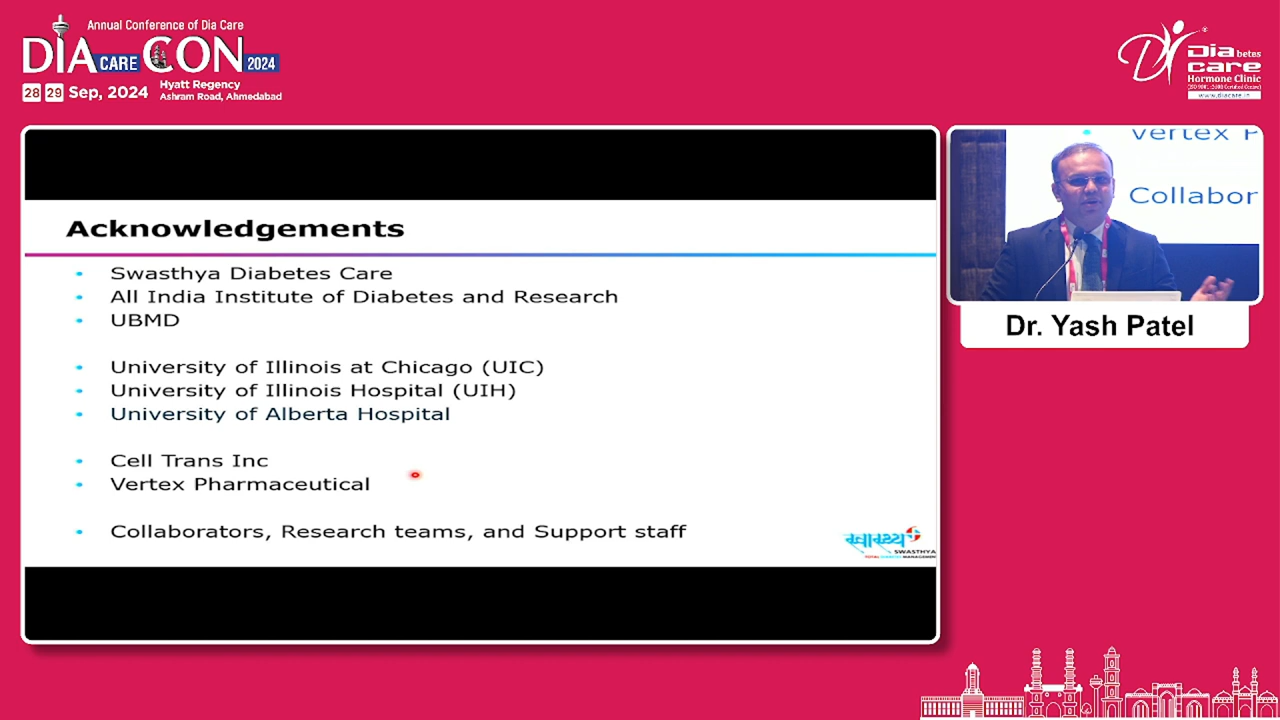 Annual Conference of Dia Care
DIA CARE CON 2024
28 29 Sep, 2024
Hyatt Regency
Ashram Road, Ahmedabad
Dia betes
care
Hormone Clinic
www.diacare.in
Acknowledgements
• Swasthya Diabetes Care
• All India Institute of Diabetes and Research
• UBMD
• University of Illinois at Chicago (UIC)
• University of Illinois Hospital (UIH)
• University of Alberta Hospital
• Cell Trans Inc
• Vertex Pharmaceutical
• Collaborators, Research teams, and Support staff
स्वास्थ्य
SWASTHYA
Vertex P
Collabor
Dr. Yash Patel